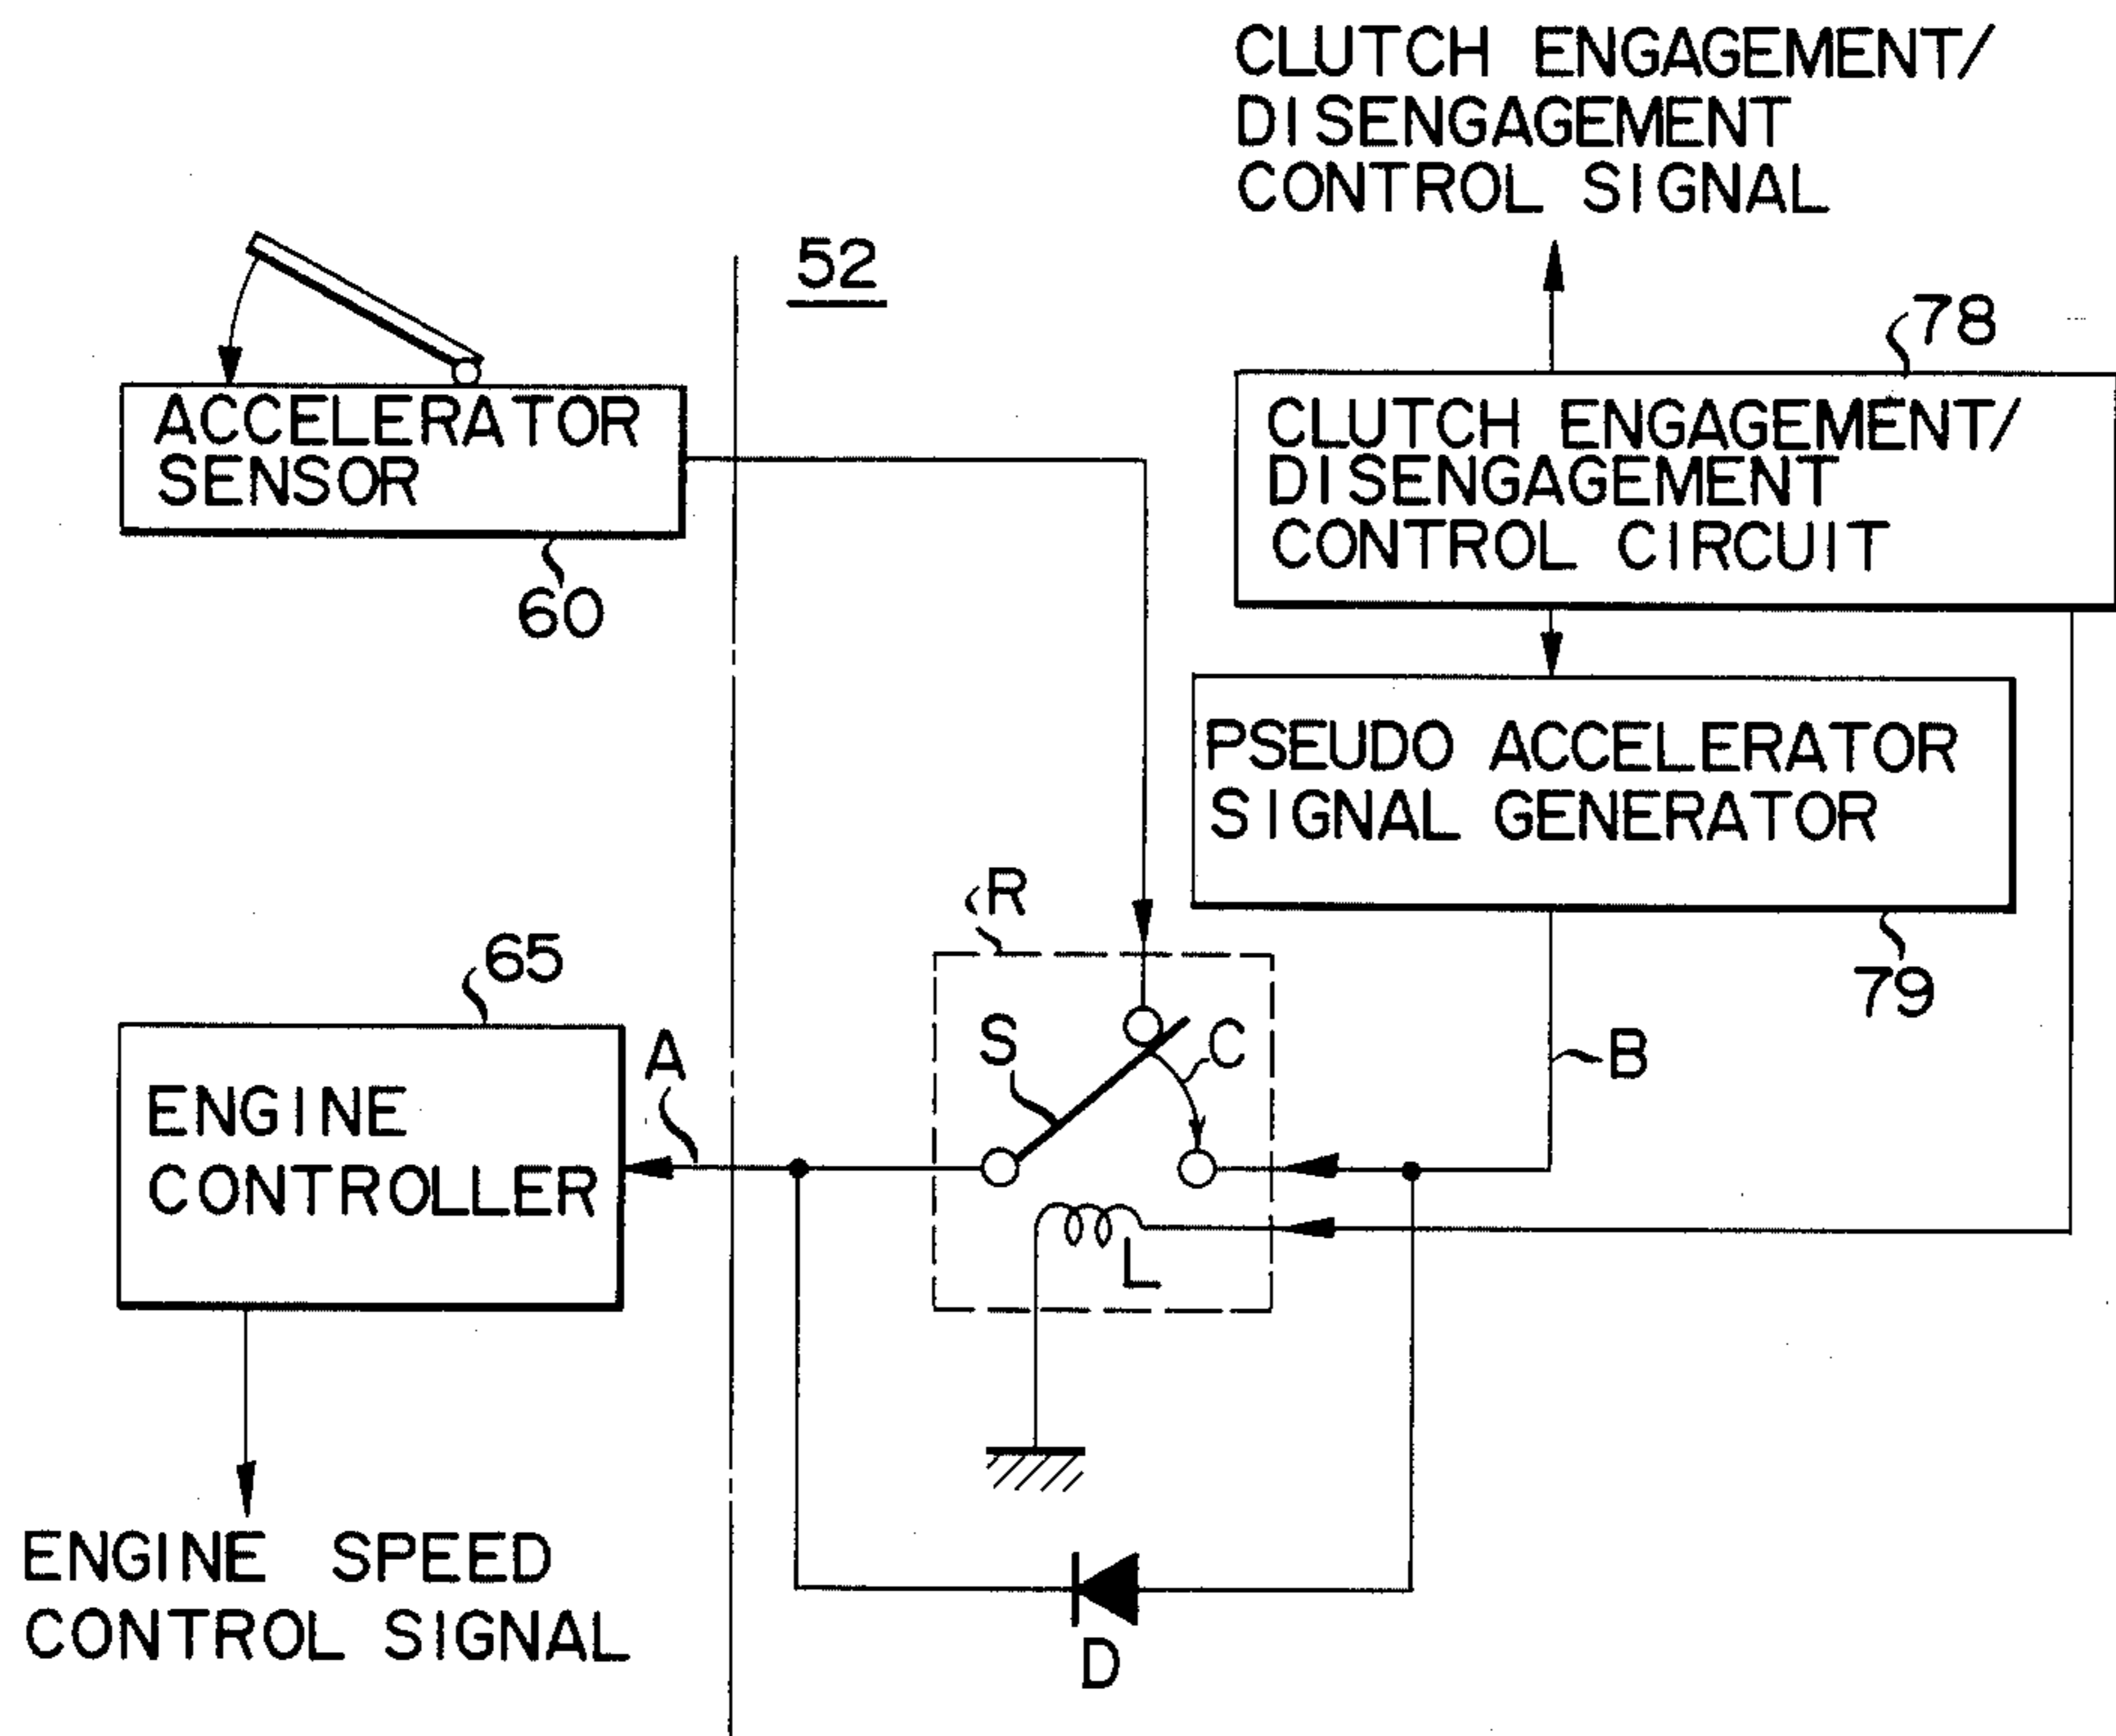 CLUTCH ENGAGEMENT/
DISENGAGEMENT
CONTROL SIGNAL
52
78
ACCELERATOR
SENSOR
60
CLUTCH ENGAGEMENT/
DISENGAGEMENT
CONTROL CIRCUIT
PSEUDO ACCELERATOR
SIGNAL GENERATOR
79
R
65
A
S
C
B
ENGINE
CONTROLLER
L
ENGINE SPEED
CONTROL SIGNAL
D